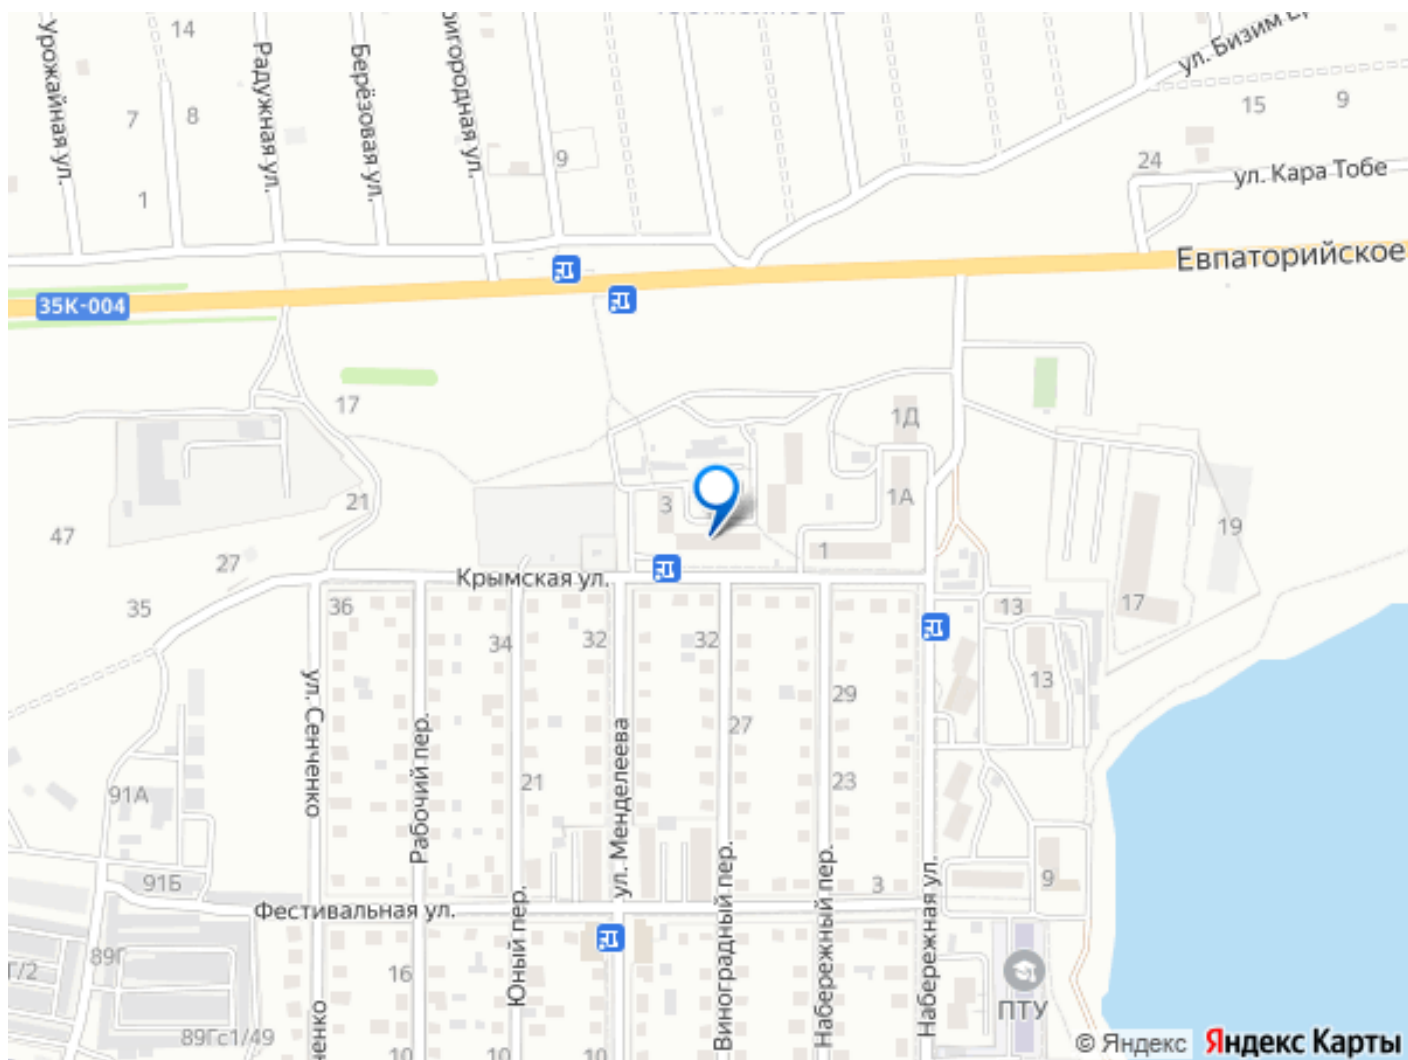 14
Урожайная ул.
Радужная ул.
Берёзовая ул.
ригородная ул.
ул. Бизим
7
8
9
15
9
24
ул. Кара Тобе
1
Евпаторийское
35К-004
17
1Д
3
1А
21
47
19
27
1
Крымская ул.
35
36
34
32
32
13
17
13
29
27
ул. Сенченко
Рабочий пер.
21
ул. Менделеева
23
91А
91Б
3
9
Фестивальная ул.
Юный пер.
Виноградный пер.
Набережный пер.
Набережная ул.
89Г
Г/2
16
ПТУ
89Гс1/49
ненко
10
10
10
© Яндекс Яндекс Карты